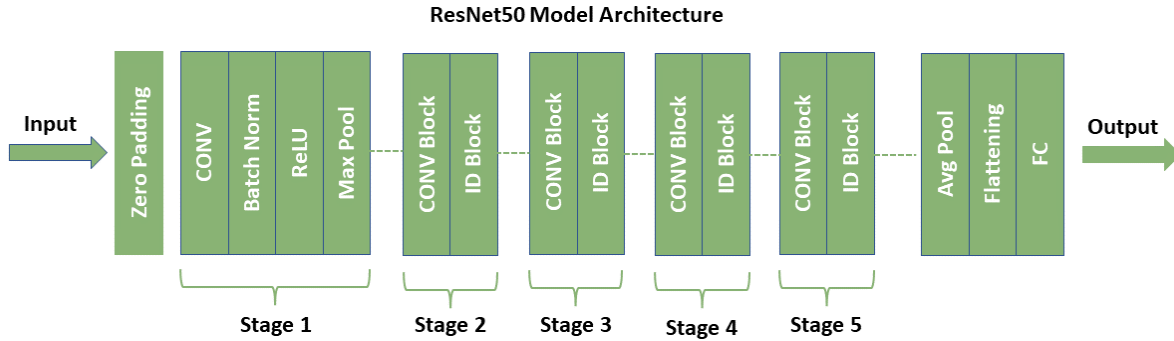 ResNet50 Model Architecture
Input
Zero Padding
CONV
Batch Norm
ReLU
Max Pool
CONV Block
ID Block
CONV Block
ID Block
CONV Block
ID Block
CONV Block
ID Block
Avg Pool
Flattening
FC
Output
Stage 1
Stage 2
Stage 3
Stage 4
Stage 5